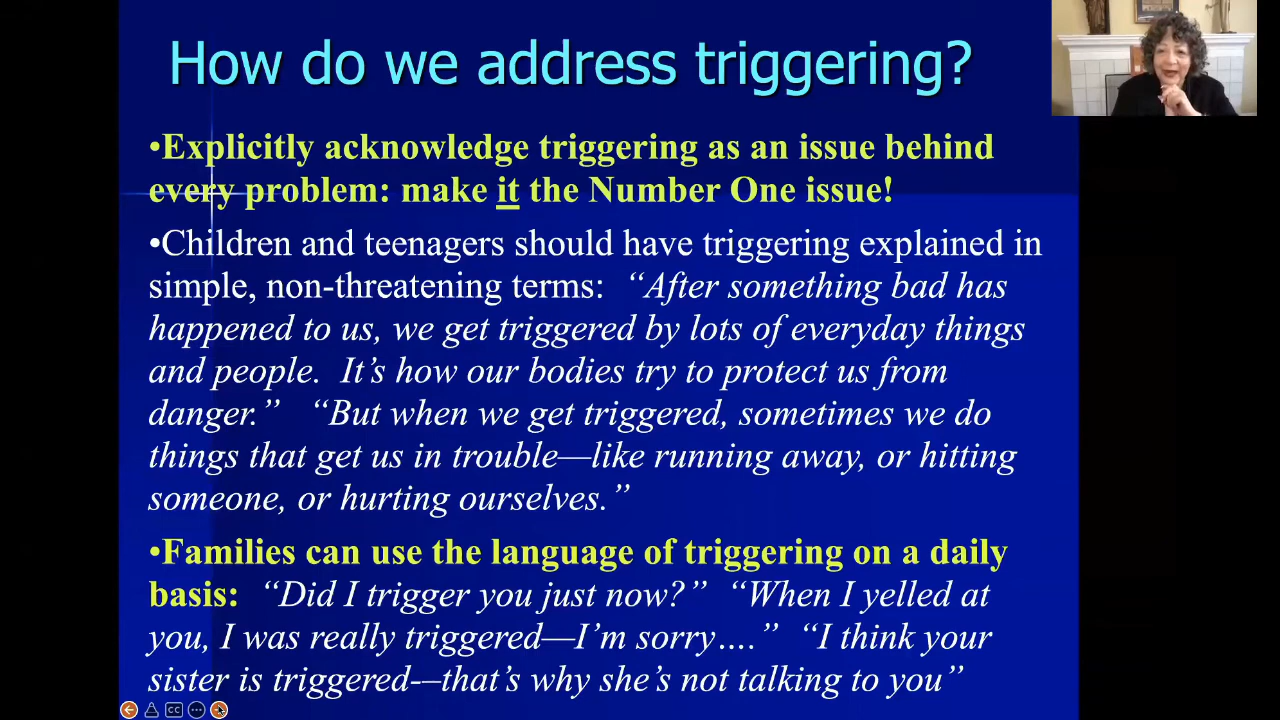 How do we address triggering?
•Explicitly acknowledge triggering as an issue behind
every problem: make it the Number One issue!
•Children and teenagers should have triggering explained in
simple, non-threatening terms: “After something bad has
happened to us, we get triggered by lots of everyday things
and people. It’s how our bodies try to protect us from
danger.” “But when we get triggered, sometimes we do
things that get us in trouble—like running away, or hitting
someone, or hurting ourselves.”
•Families can use the language of triggering on a daily
basis: “Did I trigger you just now?” “When I yelled at
you, I was really triggered—I’m sorry….” “I think your
sister is triggered-–that’s why she’s not talking to you”
CC